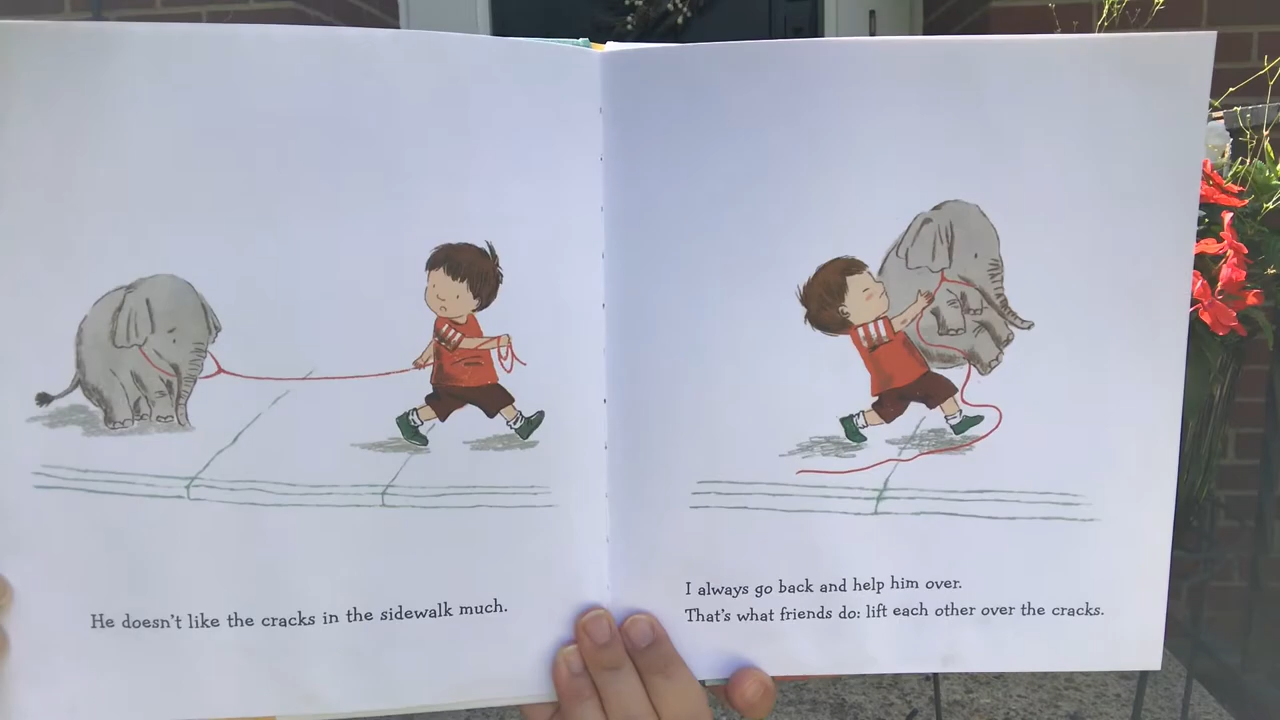 He doesn't like the cracks in the sidewalk much.
I always go back and help him over.
That's what friends do: lift each other over the cracks.